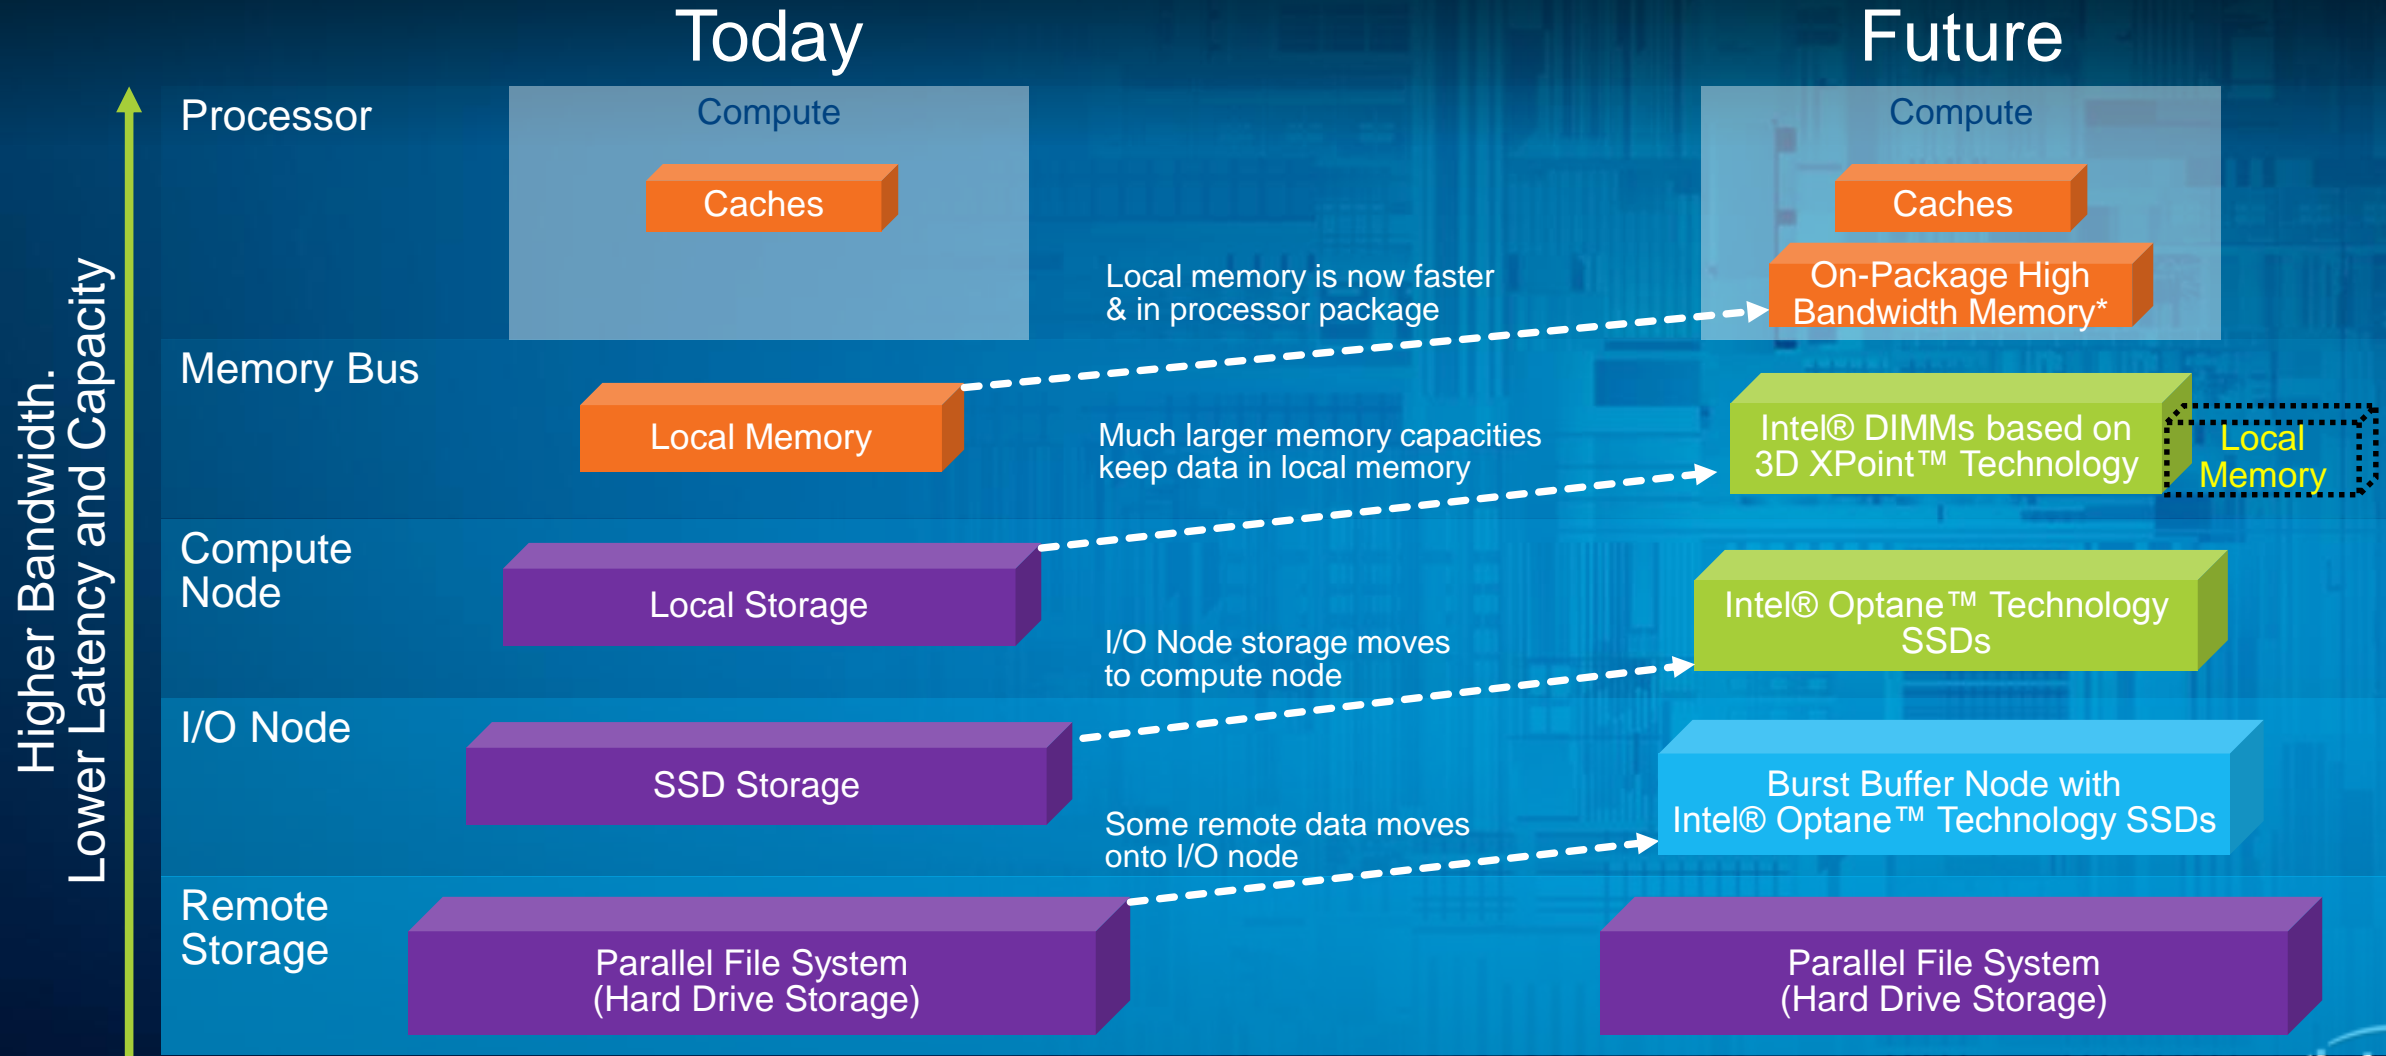 Today
Future
Higher Bandwidth.
Lower Latency and Capacity
Processor
Compute
Caches
Compute
Caches
On-Package High
Bandwidth Memory*
Local memory is now faster
& in processor package
Memory Bus
Local Memory
Much larger memory capacities
keep data in local memory
Intel® DIMMs based on
3D XPoint™ Technology
Local
Memory
Compute
Node
Local Storage
I/O Node storage moves
to compute node
Intel® Optane™ Technology
SSDs
I/O Node
SSD Storage
Some remote data moves
onto I/O node
Burst Buffer Node with
Intel® Optane™ Technology SSDs
Remote
Storage
Parallel File System
(Hard Drive Storage)
Parallel File System
(Hard Drive Storage)